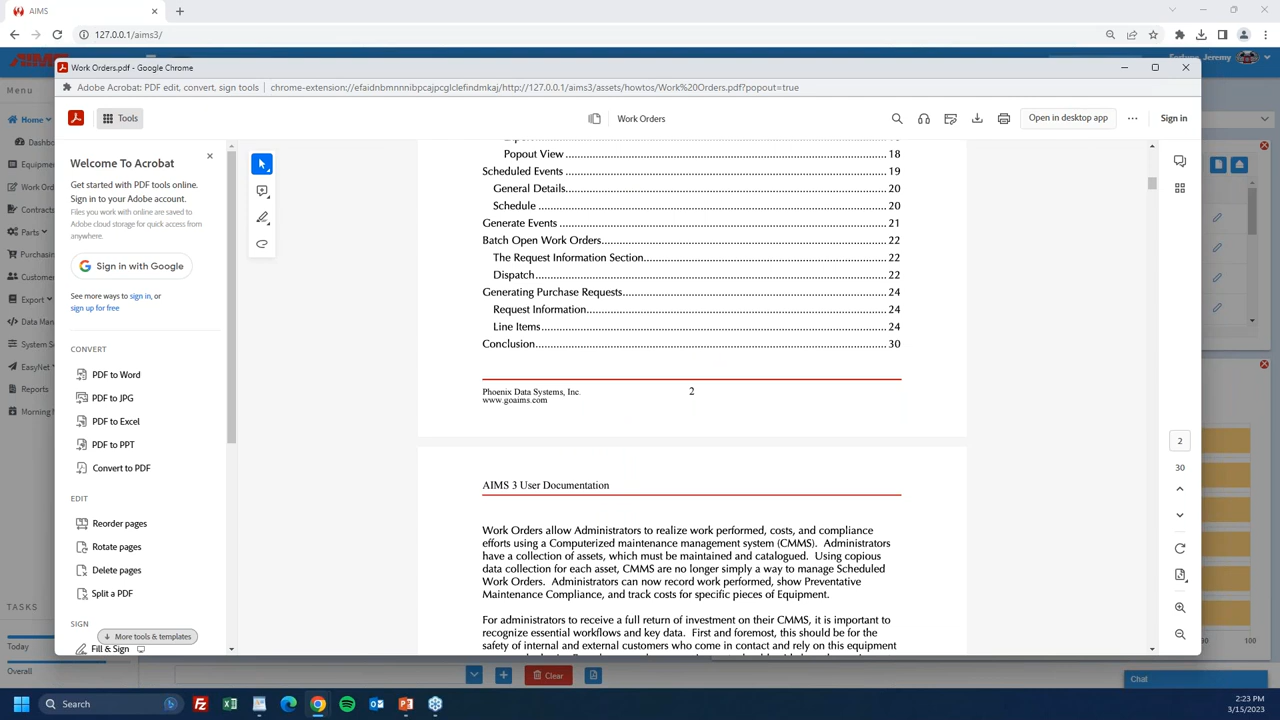 AIMS
127.0.0.1/aims3/
Jeremy
Work Orders.pdf - Google Chrome
Adobe Acrobat: PDF edit, convert, sign tools | chrome-extension://efaidnbmnnnibpcajpcglclefindmkaj/http://127.0.0.1/aims3/assets/howtos/Work%20Orders.pdf?popout=true
Tools
Work Orders
Open in desktop app
Sign in
Menu
Home
Dashbo
Equipme
Work Ord
Contracts
Parts
Purchasin
Custome
Export
Data Man
System S
EasyNet
Reports
Morning
TASKS
Today
Overall
Welcome To Acrobat
Get started with PDF tools online.
Sign in to your Adobe account.
Files you work with online are saved to
Adobe cloud storage for quick access from
anywhere.
Sign in with Google
See more ways to sign in, or
sign up for free
CONVERT
PDF to Word
PDF to JPG
PDF to Excel
PDF to PPT
Convert to PDF
EDIT
Reorder pages
Rotate pages
Delete pages
Split a PDF
SIGN
More tools & templates
Fill & Sign
Popout View 18
Scheduled Events 19
General Details 20
Schedule 20
Generate Events 21
Batch Open Work Orders 22
The Request Information Section 22
Dispatch 22
Generating Purchase Requests 24
Request Information 24
Line Items 24
Conclusion 30
Phoenix Data Systems, Inc. 2
www.goaims.com
AIMS 3 User Documentation
Work Orders allow Administrators to realize work performed, costs, and compliance
efforts using a Computerized maintenance management system (CMMS). Administrators
have a collection of assets, which must be maintained and catalogued. Using copious
data collection for each asset, CMMS are no longer simply a way to manage Scheduled
Work Orders. Administrators can now record work performed, show Preventative
Maintenance Compliance, and track costs for specific pieces of Equipment.
For administrators to receive a full return of investment on their CMMS, it is important to
recognize essential workflows and key data. First and foremost, this should be for the
safety of internal and external customers who come in contact and rely on this equipment
2
30
90
100
Clear
Chat
Search
2:23 PM
3/15/2023